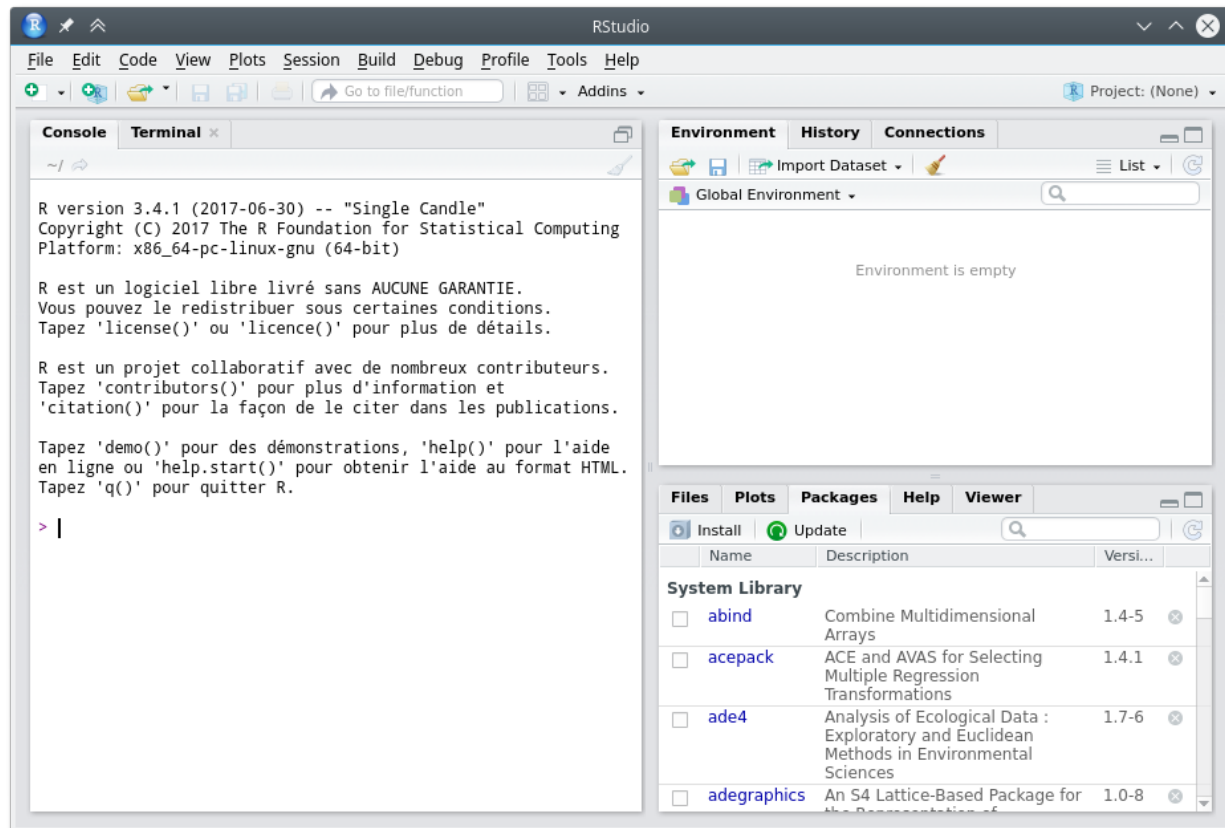 RStudio
File Edit Code View Plots Session Build Debug Profile Tools Help
Go to file/function Addins Project: (None)
Console Terminal
~/
R version 3.4.1 (2017-06-30) -- "Single Candle"
Copyright (C) 2017 The R Foundation for Statistical Computing
Platform: x86_64-pc-linux-gnu (64-bit)
R est un logiciel libre livré sans AUCUNE GARANTIE.
Vous pouvez le redistribuer sous certaines conditions.
Tapez 'license()' ou 'licence()' pour plus de détails.
R est un projet collaboratif avec de nombreux contributeurs.
Tapez 'contributors()' pour plus d'information et
'citation()' pour la façon de le citer dans les publications.
Tapez 'demo()' pour des démonstrations, 'help()' pour l'aide
en ligne ou 'help.start()' pour obtenir l'aide au format HTML.
Tapez 'q()' pour quitter R.
>
Environment History Connections
Import Dataset List
Global Environment
Environment is empty
Files Plots Packages Help Viewer
Install Update
Name Description Versi...
System Library
abind Combine Multidimensional 1.4-5
Arrays
acepack ACE and AVAS for Selecting 1.4.1
Multiple Regression
Transformations
ade4 Analysis of Ecological Data : 1.7-6
Exploratory and Euclidean
Methods in Environmental
Sciences
adegraphics An S4 Lattice-Based Package for 1.0-8